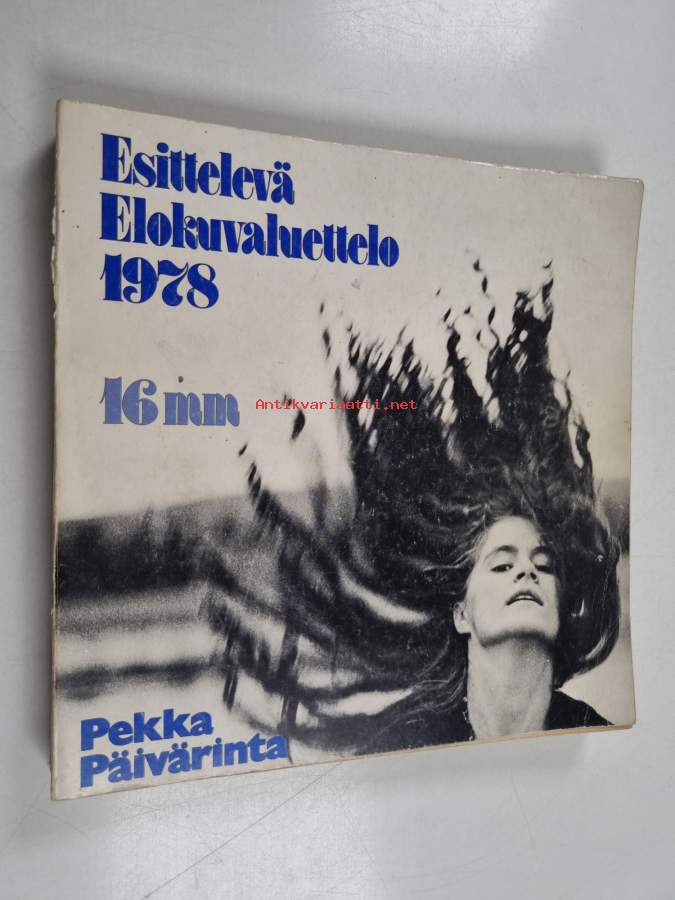 Esittelevä
Elokuvaluettelo
1978
16 mm
Antikvariaatti.net
Pekka
Päivärinta